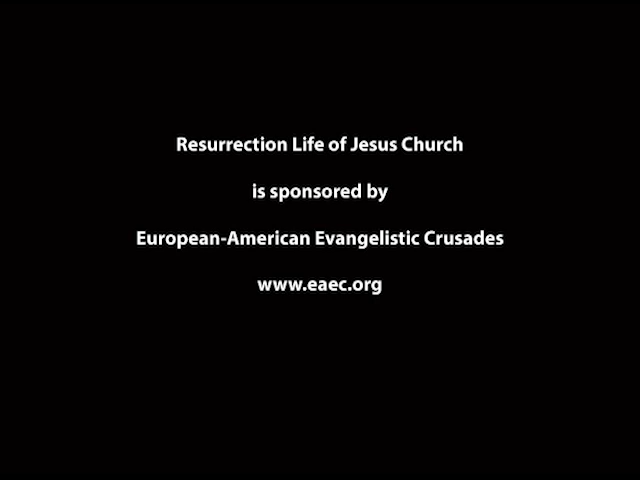 Resurrection Life of Jesus Church
is sponsored by
European-American Evangelistic Crusades
www.eaec.org